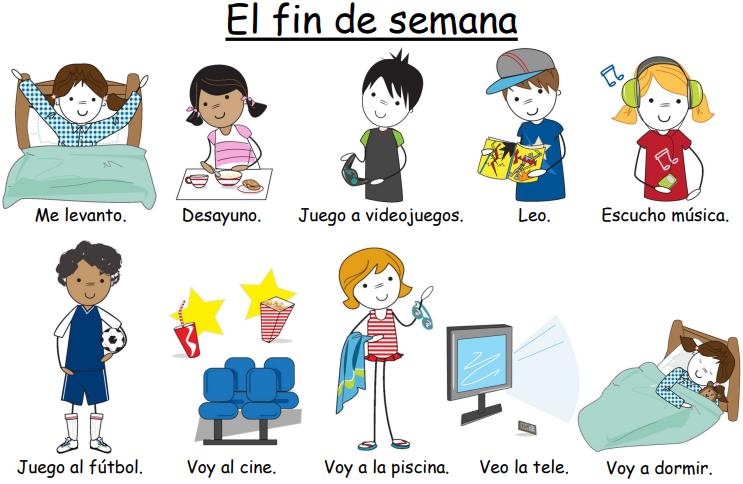 El fin de semana
Me levanto.
Desayuno.
Juego a videojuegos.
Leo.
Escucho música.
Juego al fútbol.
Voy al cine.
Voy a la piscina.
Veo la tele.
Voy a dormir.